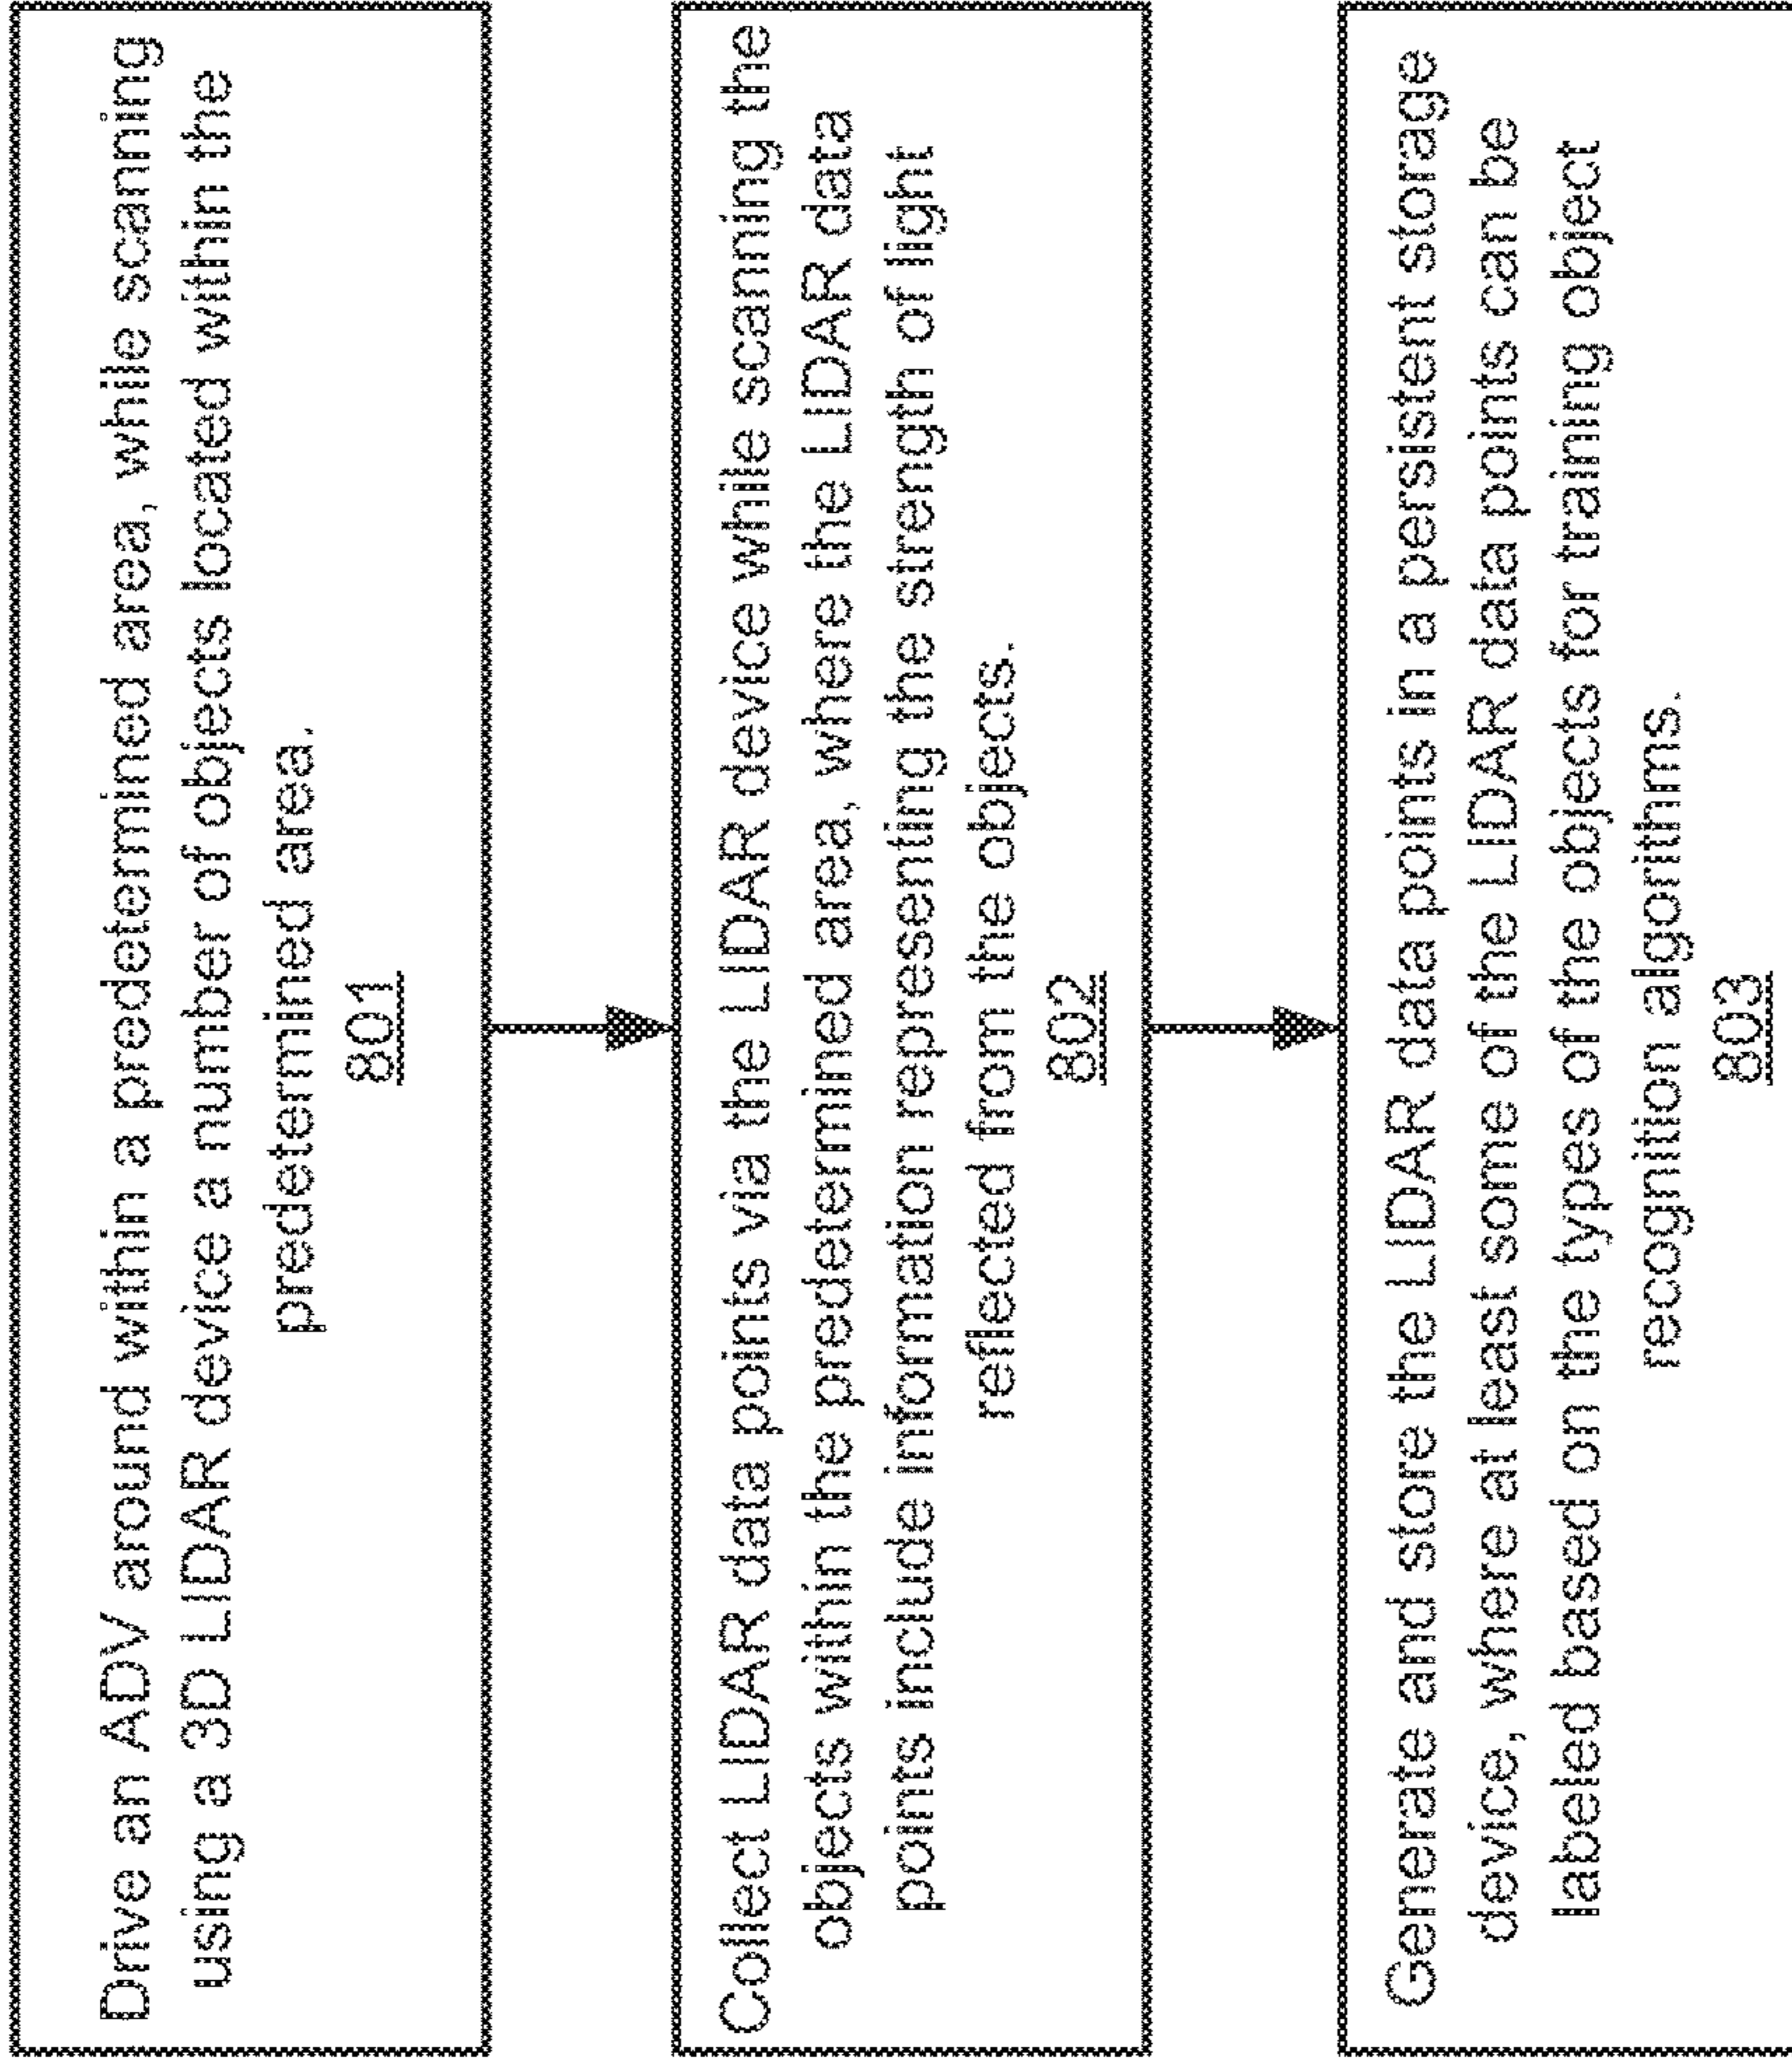 Drive an ADV around within a predetermined area, while scanning
using a 3D LIDAR device a number of objects located within the
predetermined area.
801
Collect LIDAR data points via the LIDAR device while scanning the
objects within the predetermined area, where the LIDAR data
points include information representing the strength of light
reflected from the objects.
802
Generate and store the LIDAR data points in a persistent storage
device, where at least some of the LIDAR data points can be
labeled based on the types of the objects for training object
recognition algorithms.
803